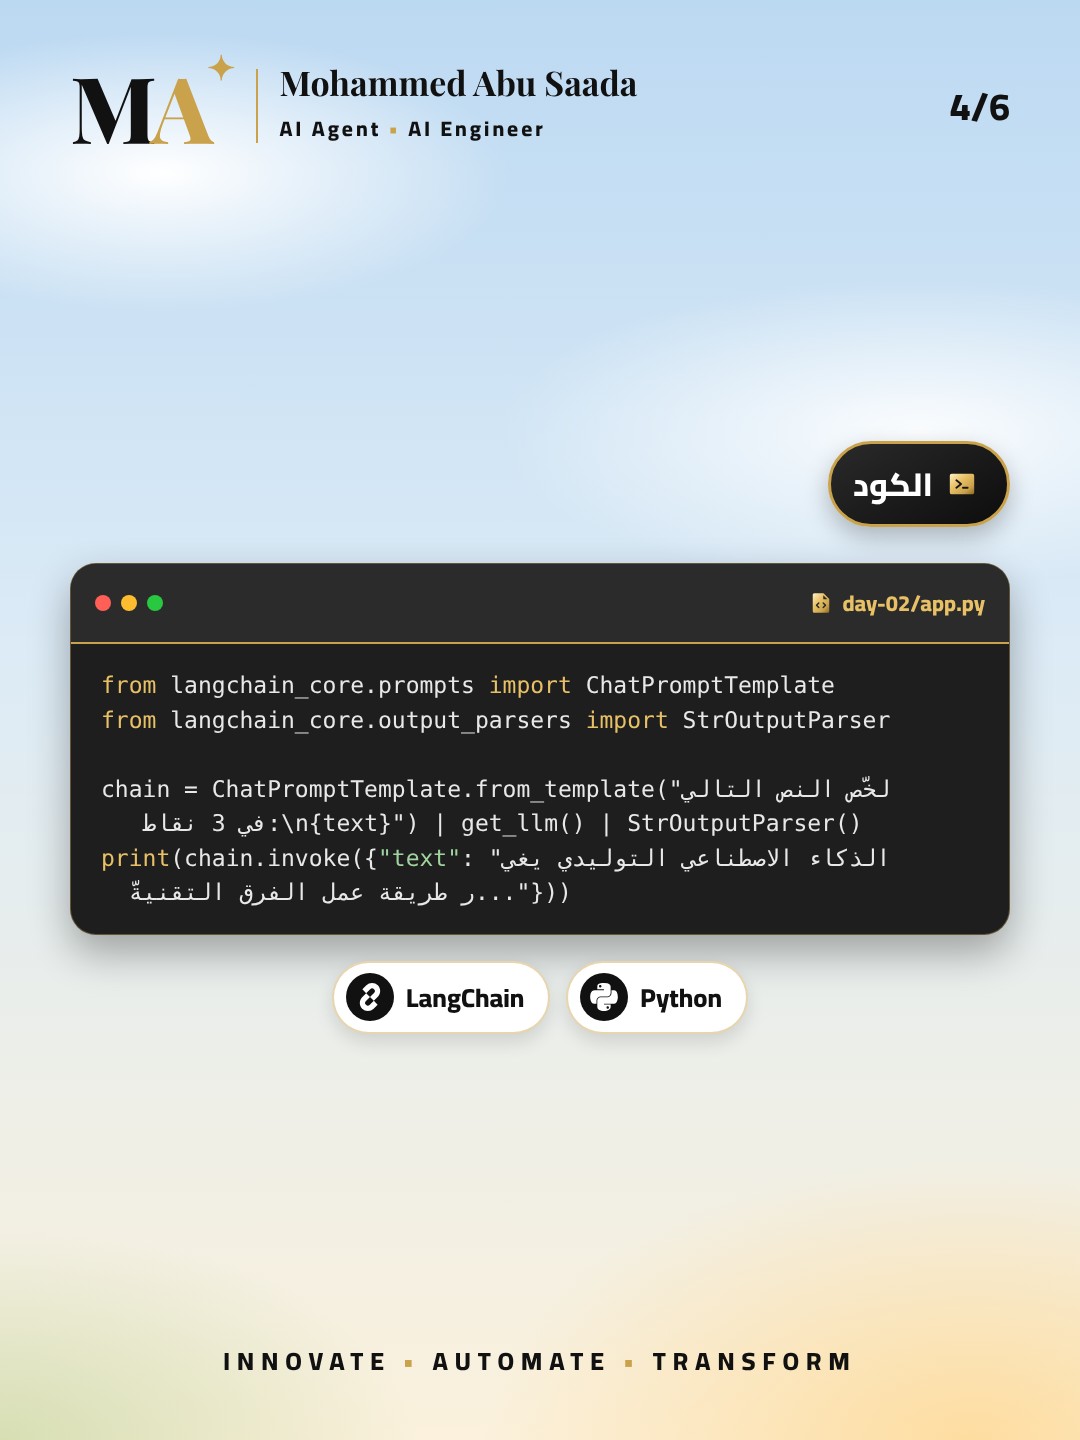 MA
Mohammed Abu Saada
AI Agent ▪ AI Engineer
4/6
الكود
day-02/app.py
from langchain_core.prompts import ChatPromptTemplate
from langchain_core.output_parsers import StrOutputParser
chain = ChatPromptTemplate.from_template("لخّص النص التالي
في 3 نقاط:\n{text}") | get_llm() | StrOutputParser()
print(chain.invoke({"text": "الذكاء الاصطناعي التوليدي يغي
ّر طريقة عمل الفرق التقنية..."}))
LangChain
Python
INNOVATE ▪ AUTOMATE ▪ TRANSFORM